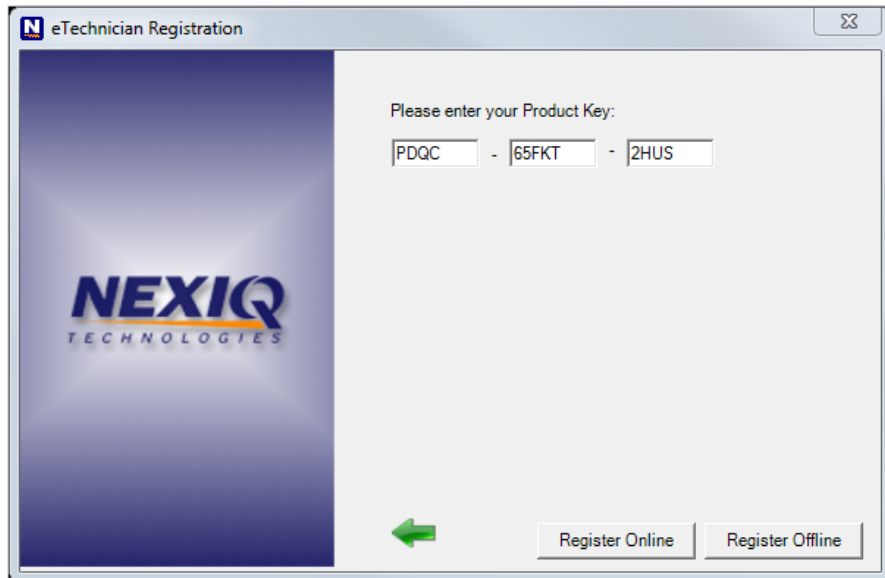 eTechnician Registration
Please enter your Product Key:
PDQC - 65FKT - 2HUS
NEXIQ
TECHNOLOGIES
Register Online Register Offline